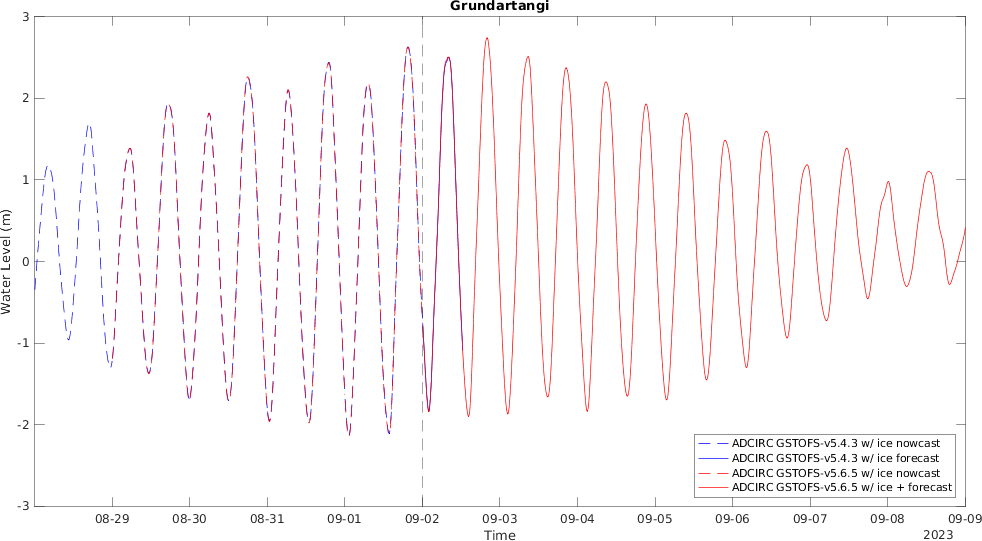 Grundartangi
3
2
1
0
-1
-2
-3
Water Level (m)
ADCIRC GSTOFS-v5.4.3 w/ ice nowcast
ADCIRC GSTOFS-v5.4.3 w/ ice forecast
ADCIRC GSTOFS-v5.6.5 w/ ice nowcast
ADCIRC GSTOFS-v5.6.5 w/ ice + forecast
08-29 08-30 08-31 09-01 09-02 09-03 09-04 09-05 09-06 09-07 09-08 09-09
Time 2023